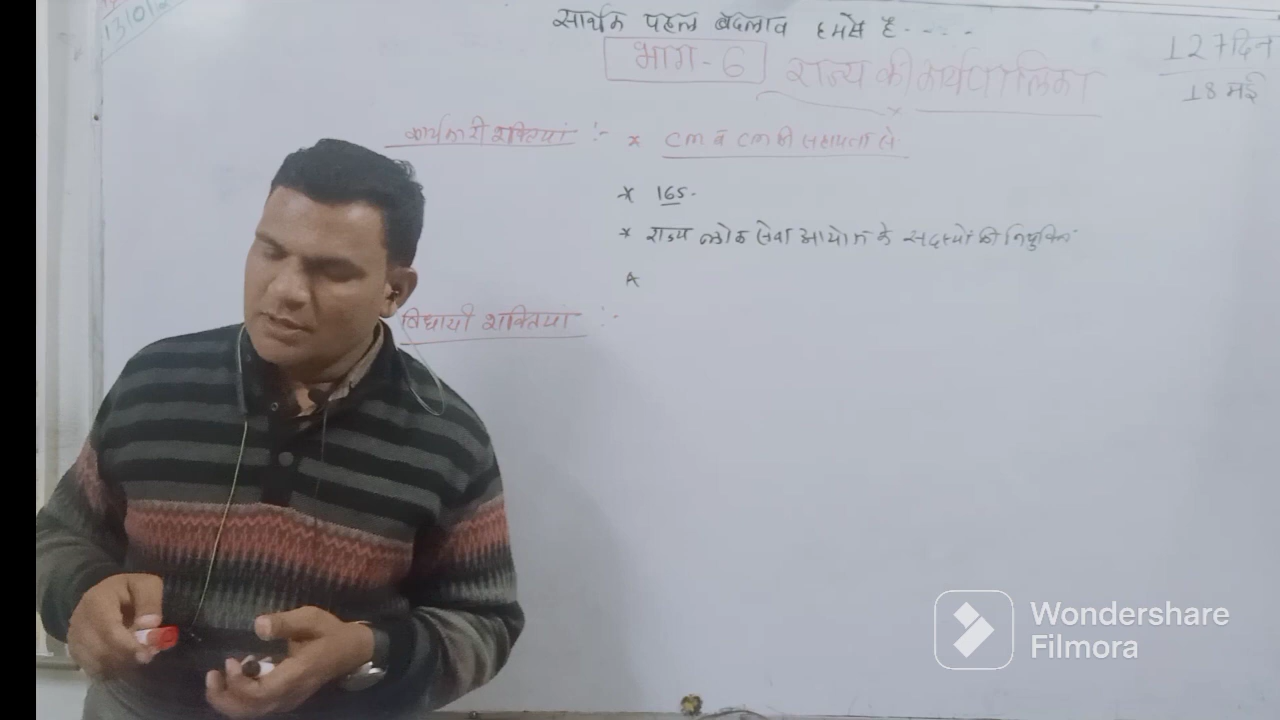 13/01/2
सार्थक पहल बदलाव हमसे है- - - -
भाग-6 राज्य की कार्यपालिका
127 दिन
18 मई
कार्यकारी शक्तियां :- * CM व CM की सहायता से
* 165.
* राज्य लोक सेवा आयोग के सदस्यों की नियुक्ति
*
विधायी शक्तियां :-
Wondershare
Filmora